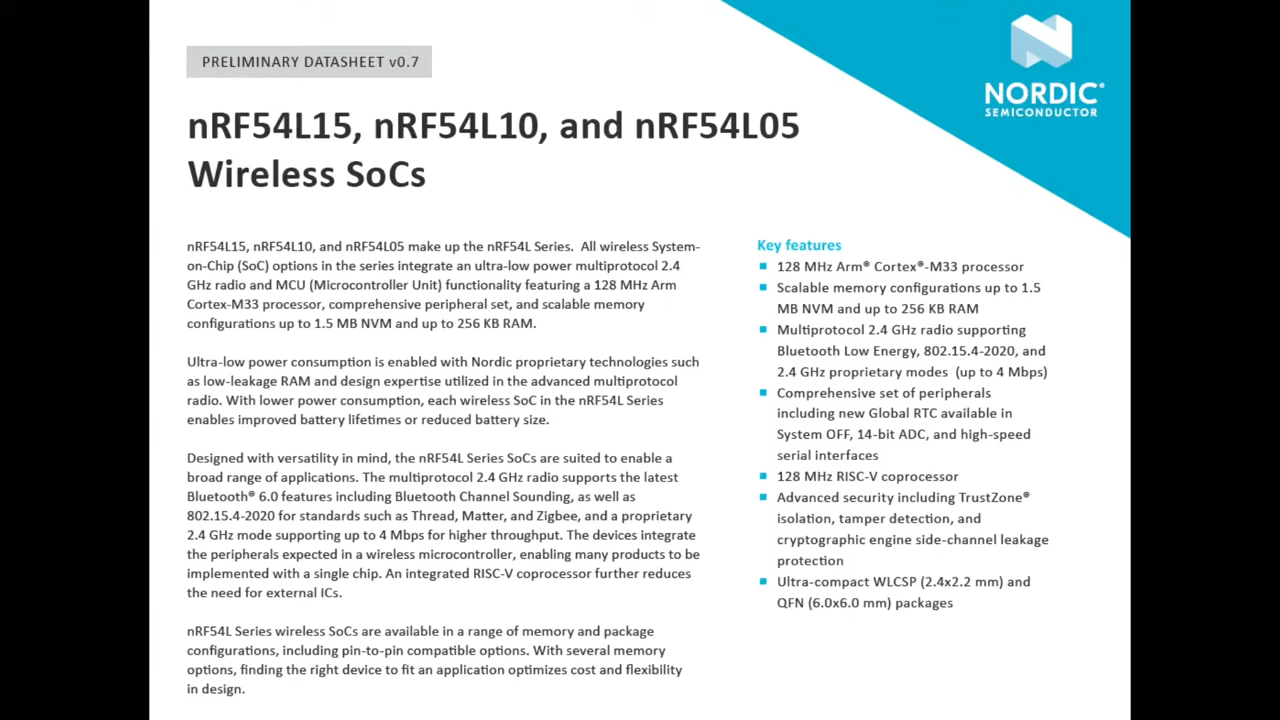 PRELIMINARY DATASHEET v0.7
NORDIC®
SEMICONDUCTOR
nRF54L15, nRF54L10, and nRF54L05
Wireless SoCs
nRF54L15, nRF54L10, and nRF54L05 make up the nRF54L Series. All wireless System-
on-Chip (SoC) options in the series integrate an ultra-low power multiprotocol 2.4
GHz radio and MCU (Microcontroller Unit) functionality featuring a 128 MHz Arm
Cortex-M33 processor, comprehensive peripheral set, and scalable memory
configurations up to 1.5 MB NVM and up to 256 KB RAM.
Ultra-low power consumption is enabled with Nordic proprietary technologies such
as low-leakage RAM and design expertise utilized in the advanced multiprotocol
radio. With lower power consumption, each wireless SoC in the nRF54L Series
enables improved battery lifetimes or reduced battery size.
Designed with versatility in mind, the nRF54L Series SoCs are suited to enable a
broad range of applications. The multiprotocol 2.4 GHz radio supports the latest
Bluetooth® 6.0 features including Bluetooth Channel Sounding, as well as
802.15.4-2020 for standards such as Thread, Matter, and Zigbee, and a proprietary
2.4 GHz mode supporting up to 4 Mbps for higher throughput. The devices integrate
the peripherals expected in a wireless microcontroller, enabling many products to be
implemented with a single chip. An integrated RISC-V coprocessor further reduces
the need for external ICs.
nRF54L Series wireless SoCs are available in a range of memory and package
configurations, including pin-to-pin compatible options. With several memory
options, finding the right device to fit an application optimizes cost and flexibility
in design.
Key features
■ 128 MHz Arm® Cortex®-M33 processor
■ Scalable memory configurations up to 1.5
MB NVM and up to 256 KB RAM
■ Multiprotocol 2.4 GHz radio supporting
Bluetooth Low Energy, 802.15.4-2020, and
2.4 GHz proprietary modes (up to 4 Mbps)
■ Comprehensive set of peripherals
including new Global RTC available in
System OFF, 14-bit ADC, and high-speed
serial interfaces
■ 128 MHz RISC-V coprocessor
■ Advanced security including TrustZone®
isolation, tamper detection, and
cryptographic engine side-channel leakage
protection
■ Ultra-compact WLCSP (2.4x2.2 mm) and
QFN (6.0x6.0 mm) packages